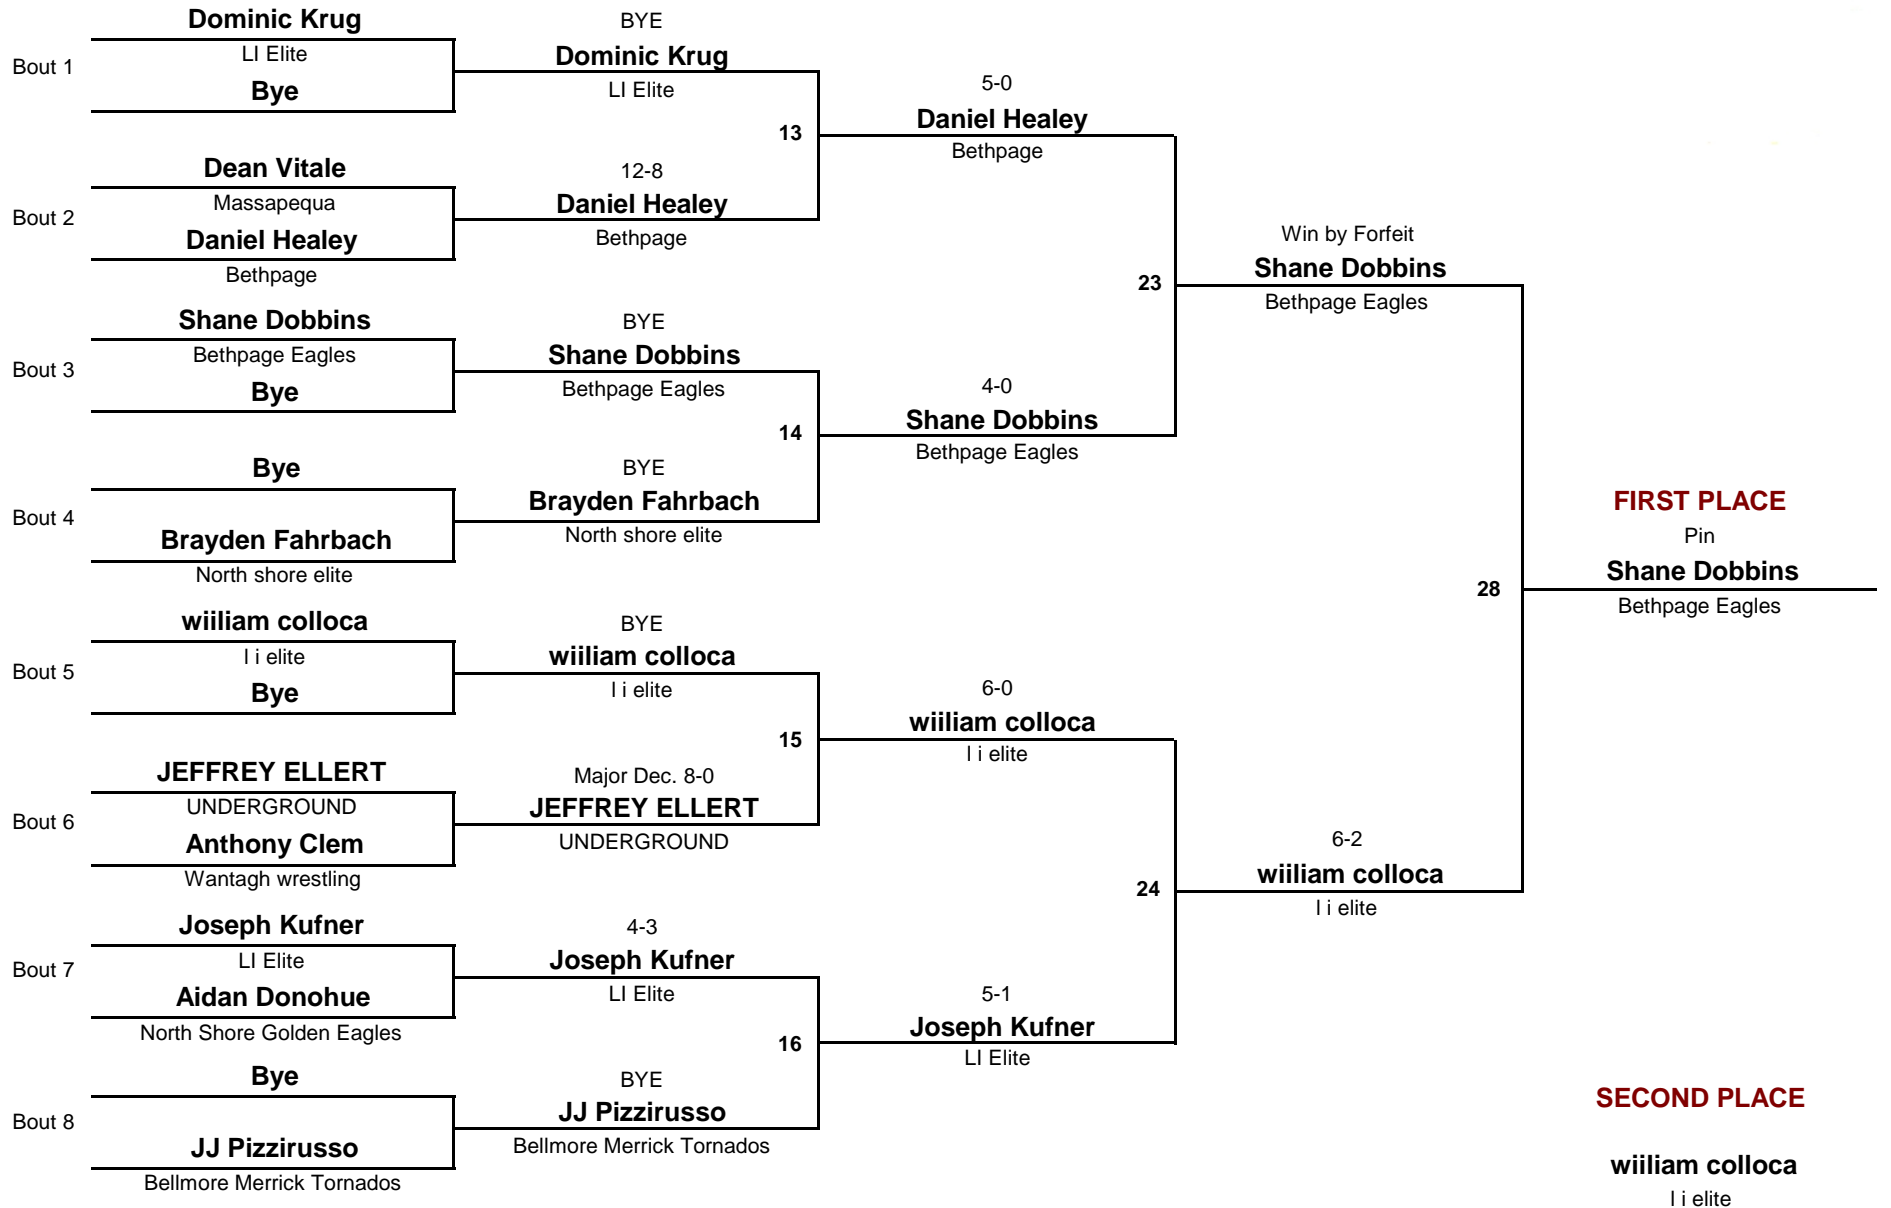 Bout 1
Dominic Krug
LI Elite
Bye
Bout 2
Dean Vitale
Massapequa
Daniel Healey
Bethpage
Bout 3
Shane Dobbins
Bethpage Eagles
Bye
Bout 4
Bye
Brayden Fahrbach
North shore elite
Bout 5
wiiliam colloca
l i elite
Bye
Bout 6
JEFFREY ELLERT
UNDERGROUND
Anthony Clem
Wantagh wrestling
Bout 7
Joseph Kufner
LI Elite
Aidan Donohue
North Shore Golden Eagles
Bout 8
Bye
JJ Pizzirusso
Bellmore Merrick Tornados
BYE
Dominic Krug
LI Elite
13
12-8
Daniel Healey
Bethpage
BYE
Shane Dobbins
Bethpage Eagles
14
BYE
Brayden Fahrbach
North shore elite
BYE
wiiliam colloca
l i elite
15
Major Dec. 8-0
JEFFREY ELLERT
UNDERGROUND
4-3
Joseph Kufner
LI Elite
16
BYE
JJ Pizzirusso
Bellmore Merrick Tornados
5-0
Daniel Healey
Bethpage
23
4-0
Shane Dobbins
Bethpage Eagles
6-0
wiiliam colloca
l i elite
24
5-1
Joseph Kufner
LI Elite
Win by Forfeit
Shane Dobbins
Bethpage Eagles
28
6-2
wiiliam colloca
l i elite
FIRST PLACE
Pin
Shane Dobbins
Bethpage Eagles
SECOND PLACE
wiiliam colloca
l i elite